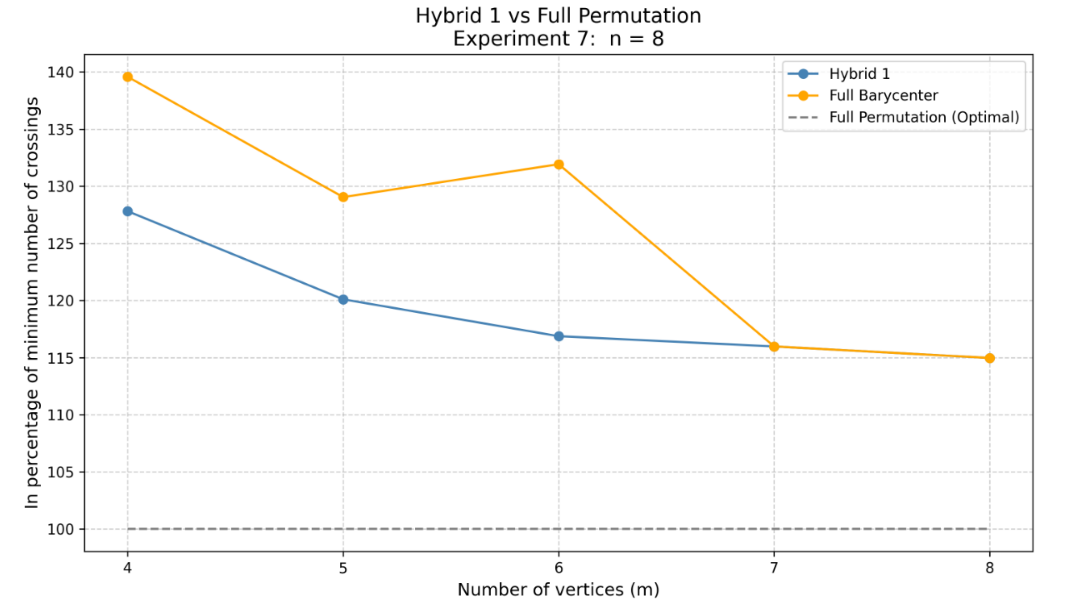 Hybrid 1 vs Full Permutation
Experiment 7:  n = 8
In percentage of minimum number of crossings
140
135
130
125
120
115
110
105
100
Hybrid 1
Full Barycenter
Full Permutation (Optimal)
4 5 6 7 8
Number of vertices (m)